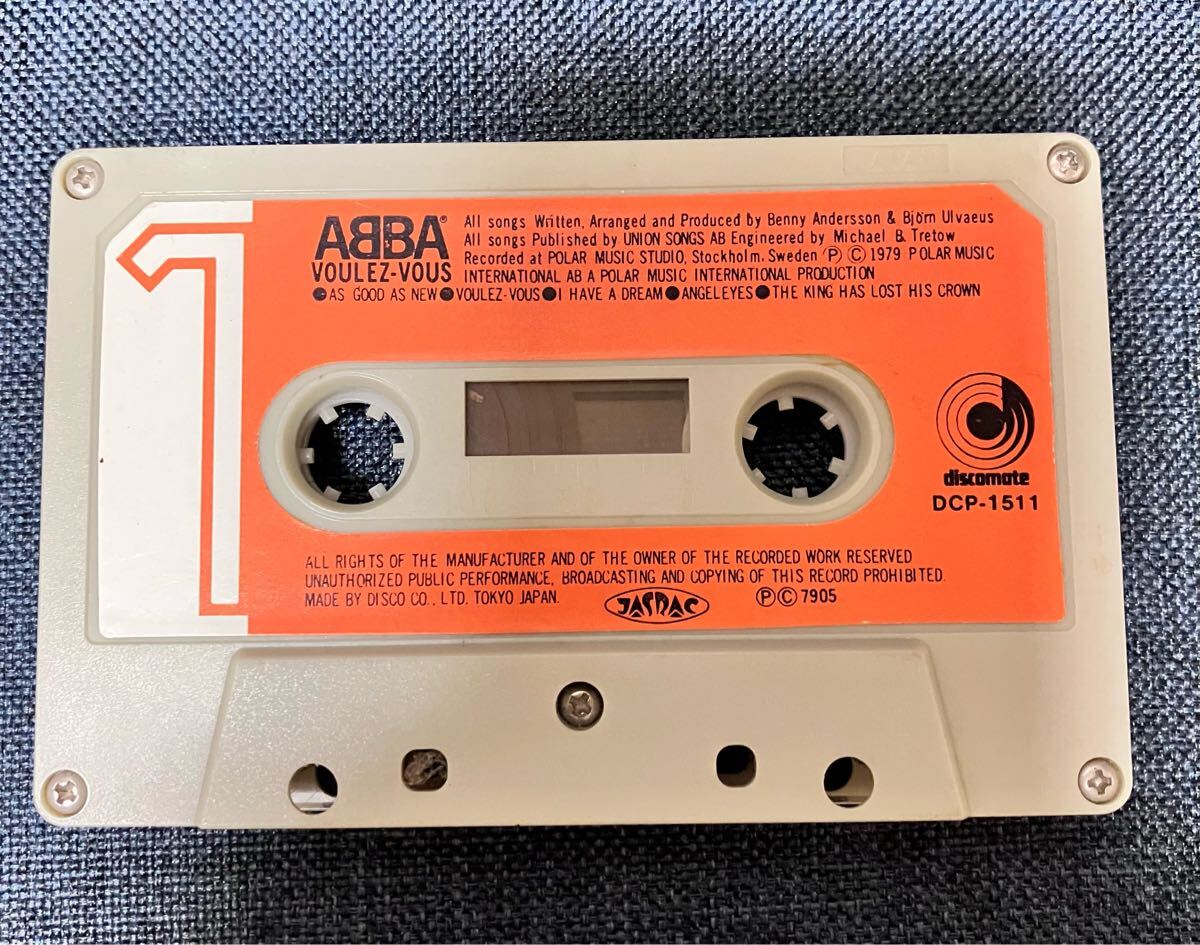 1
ABBA®
VOULEZ-VOUS
All songs Written, Arranged and Produced by Benny Andersson & Björn Ulvaeus
All songs Published by UNION SONGS AB Engineered by Michael B. Tretow
Recorded at POLAR MUSIC STUDIO, Stockholm. Sweden Ⓟ Ⓒ 1979 POLAR MUSIC
INTERNATIONAL AB A POLAR MUSIC INTERNATIONAL PRODUCTION
●AS GOOD AS NEW●VOULEZ-VOUS●I HAVE A DREAM●ANGELEYES●THE KING HAS LOST HIS CROWN
discomate
DCP-1511
ALL RIGHTS OF THE MANUFACTURER AND OF THE OWNER OF THE RECORDED WORK RESERVED
UNAUTHORIZED PUBLIC PERFORMANCE, BROADCASTING AND COPYING OF THIS RECORD PROHIBITED.
MADE BY DISCO CO., LTD. TOKYO JAPAN.
JASRAC
ⓅⒸ 7905